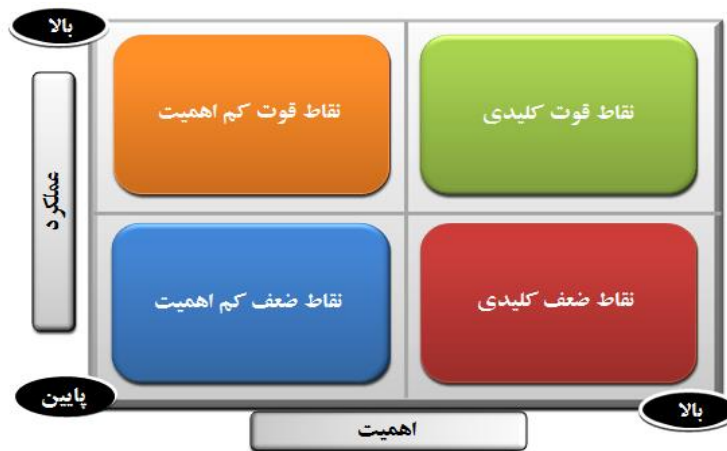 بالا
نقاط قوت کلیدی
نقاط قوت کم اهمیت
عملکرد
نقاط ضعف کلیدی
نقاط ضعف کم اهمیت
پایین
بالا
اهمیت